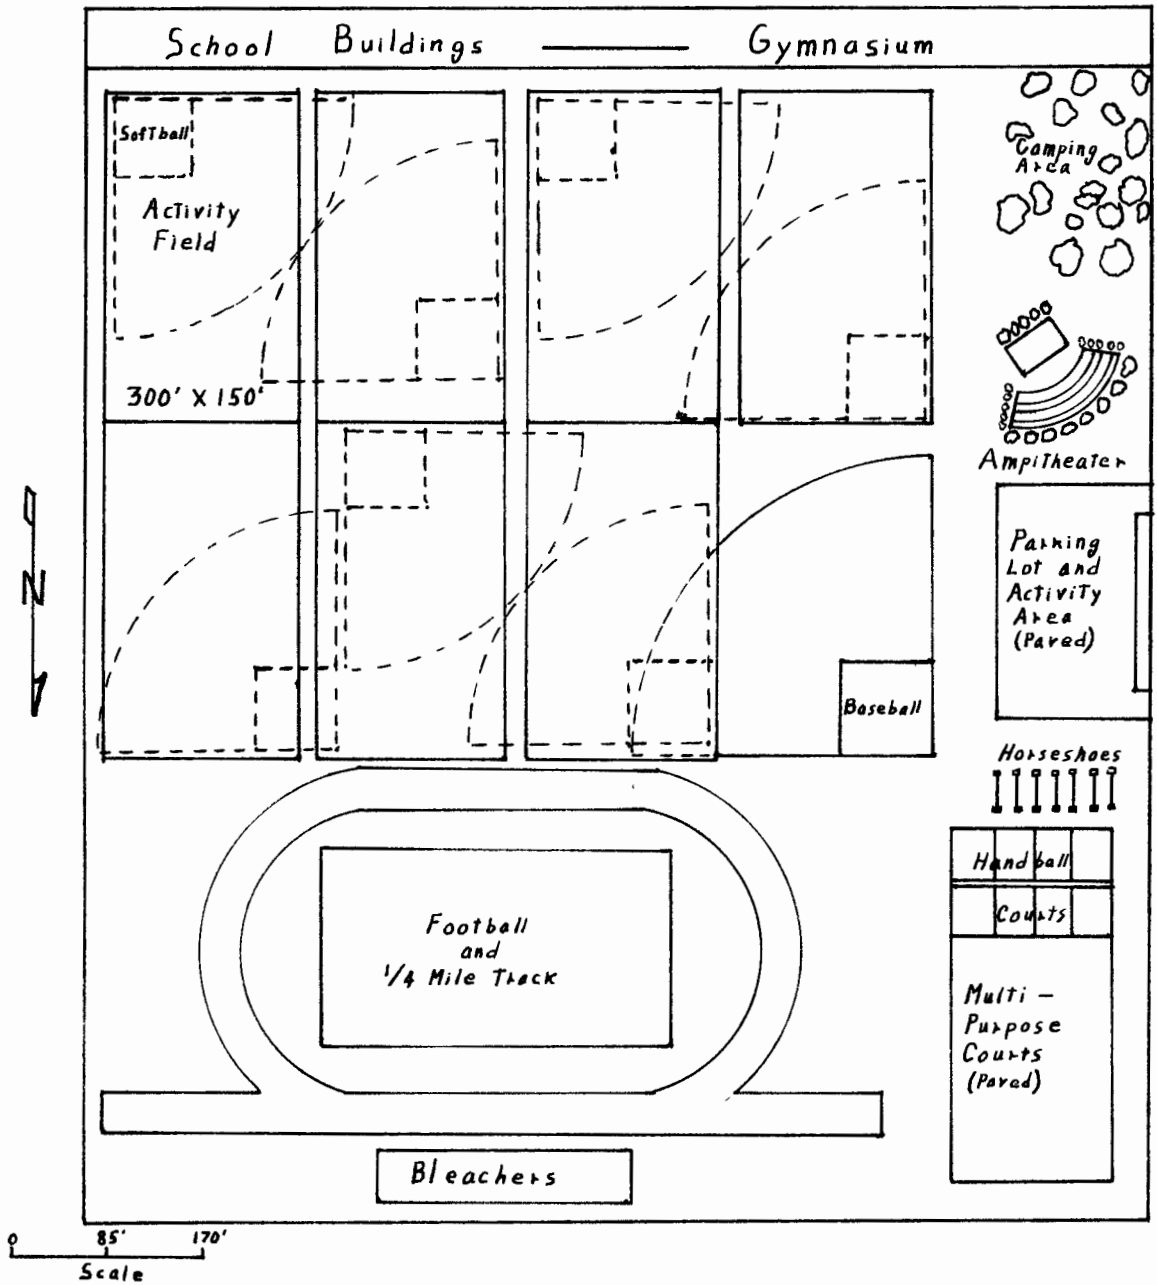 School Buildings Gymnasium
Softball
Activity
Field
300' X 150'
Camping
Area
Ampitheater
N
Parking
Lot and
Activity
Area
(Paved)
Baseball
Horseshoes
Handball
Courts
Football
and
1/4 Mile Track
Multi-
Purpose
Courts
(Paved)
Bleachers
0 85' 170'
Scale